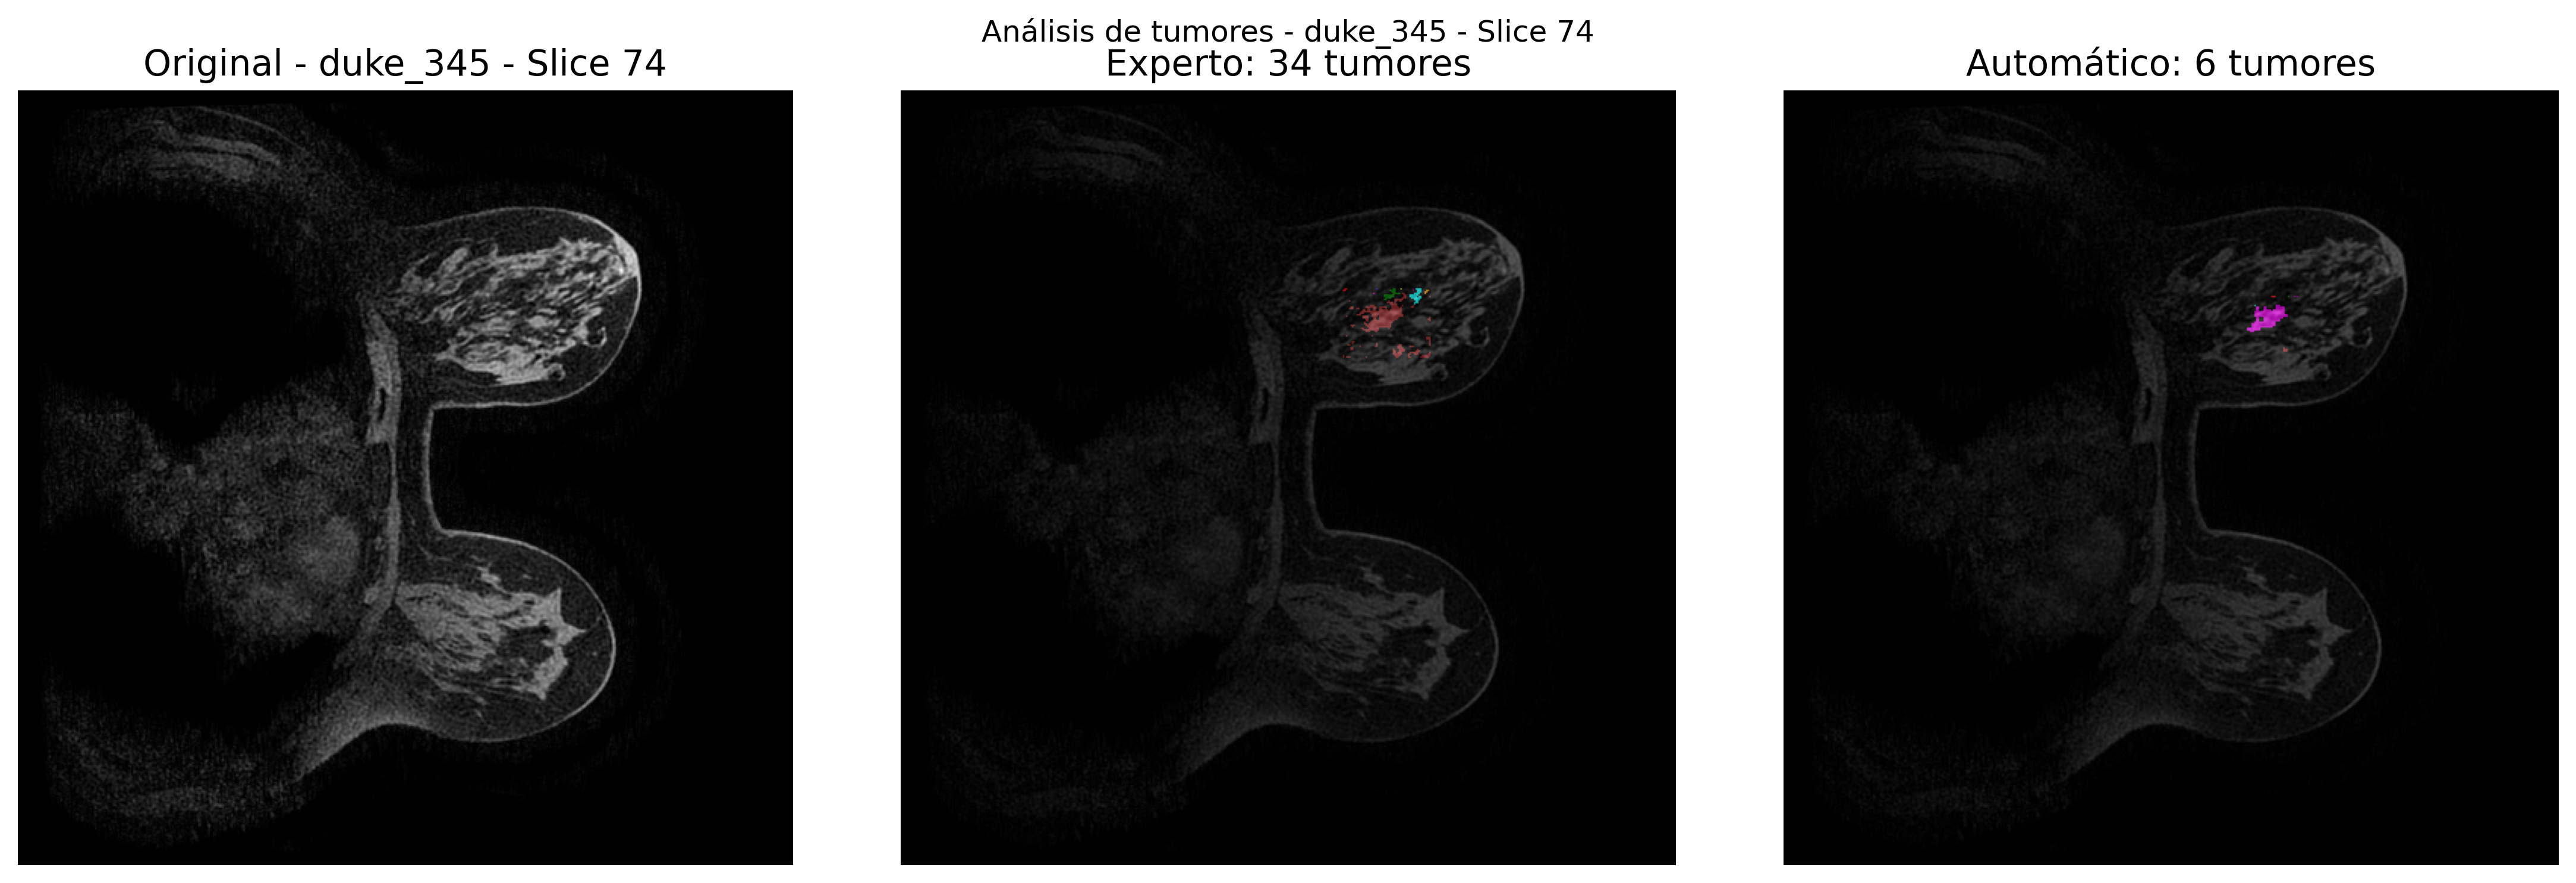 Análisis de tumores - duke_345 - Slice 74
Original - duke_345 - Slice 74
Experto: 34 tumores
Automático: 6 tumores